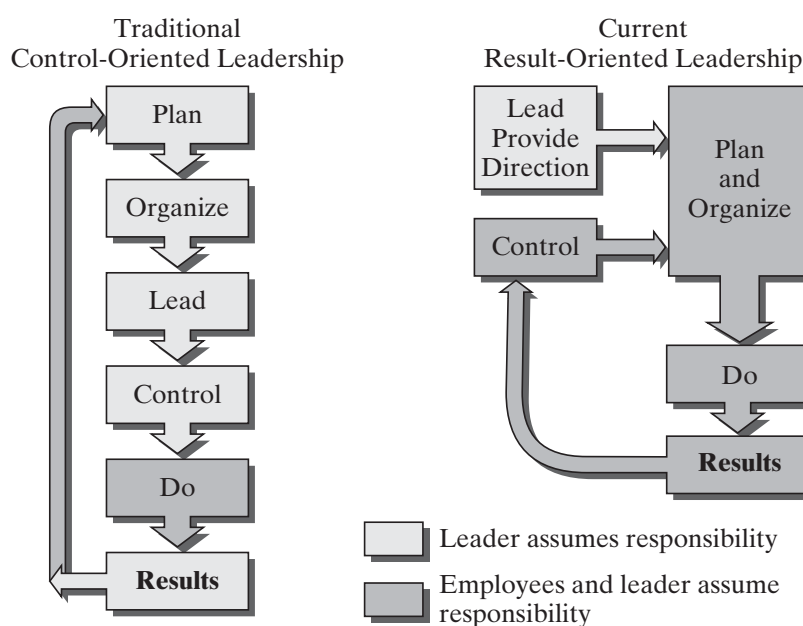 Traditional
Control-Oriented Leadership
Plan
Organize
Lead
Control
Do
Results
Current
Result-Oriented Leadership
Lead
Provide
Direction
Control
Plan
and
Organize
Do
Results
Leader assumes responsibility
Employees and leader assume
responsibility